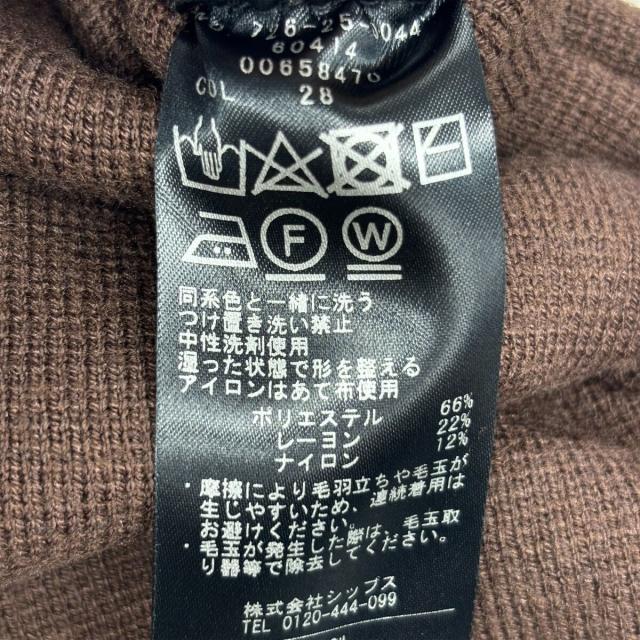 60414
00658476
COL 28
F W
同系色と一緒に洗う
つけ置き洗い禁止
中性洗剤使用
湿った状態で形を整える
アイロンはあて布使用
ポリエステル 66%
レーヨン 22%
ナイロン 12%
・摩擦により毛羽立ちや毛玉が
生じやすいため、連続着用は
お避けください。
・毛玉が発生した際は、毛玉取
り器等で除去してください。
株式会社シップス
TEL 0120-444-099